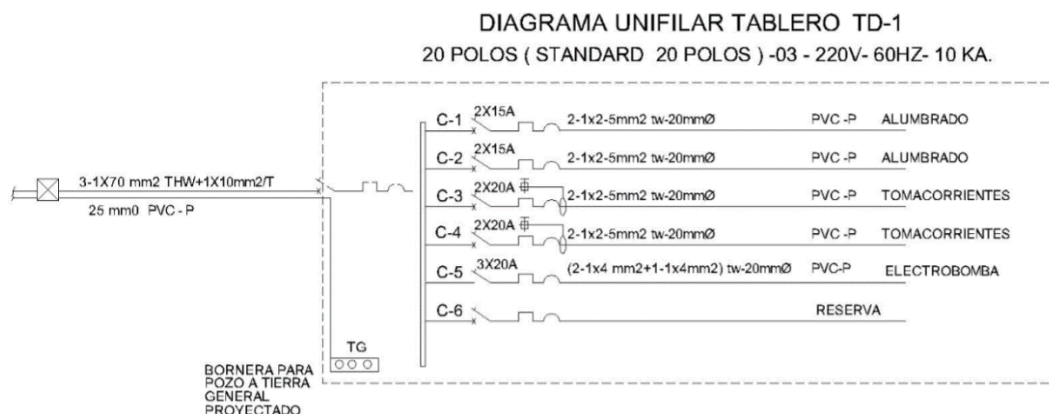 DIAGRAMA UNIFILAR TABLERO TD-1
20 POLOS ( STANDARD 20 POLOS ) -03 - 220V- 60HZ- 10 KA.
C-1 2X15A 2-1x2-5mm2 tw-20mmØ PVC -P ALUMBRADO
C-2 2X15A 2-1x2-5mm2 tw-20mmØ PVC -P ALUMBRADO
3-1X70 mm2 THW+1X10mm2/T
25 mm0 PVC - P
C-3 2X20A 2-1x2-5mm2 tw-20mmØ PVC -P TOMACORRIENTES
C-4 2X20A 2-1x2-5mm2 tw-20mmØ PVC -P TOMACORRIENTES
C-5 3X20A (2-1x4 mm2+1-1x4mm2) tw-20mmØ PVC-P ELECTROBOMBA
C-6 RESERVA
TG
BORNERA PARA
POZO A TIERRA
GENERAL
PROYECTADO